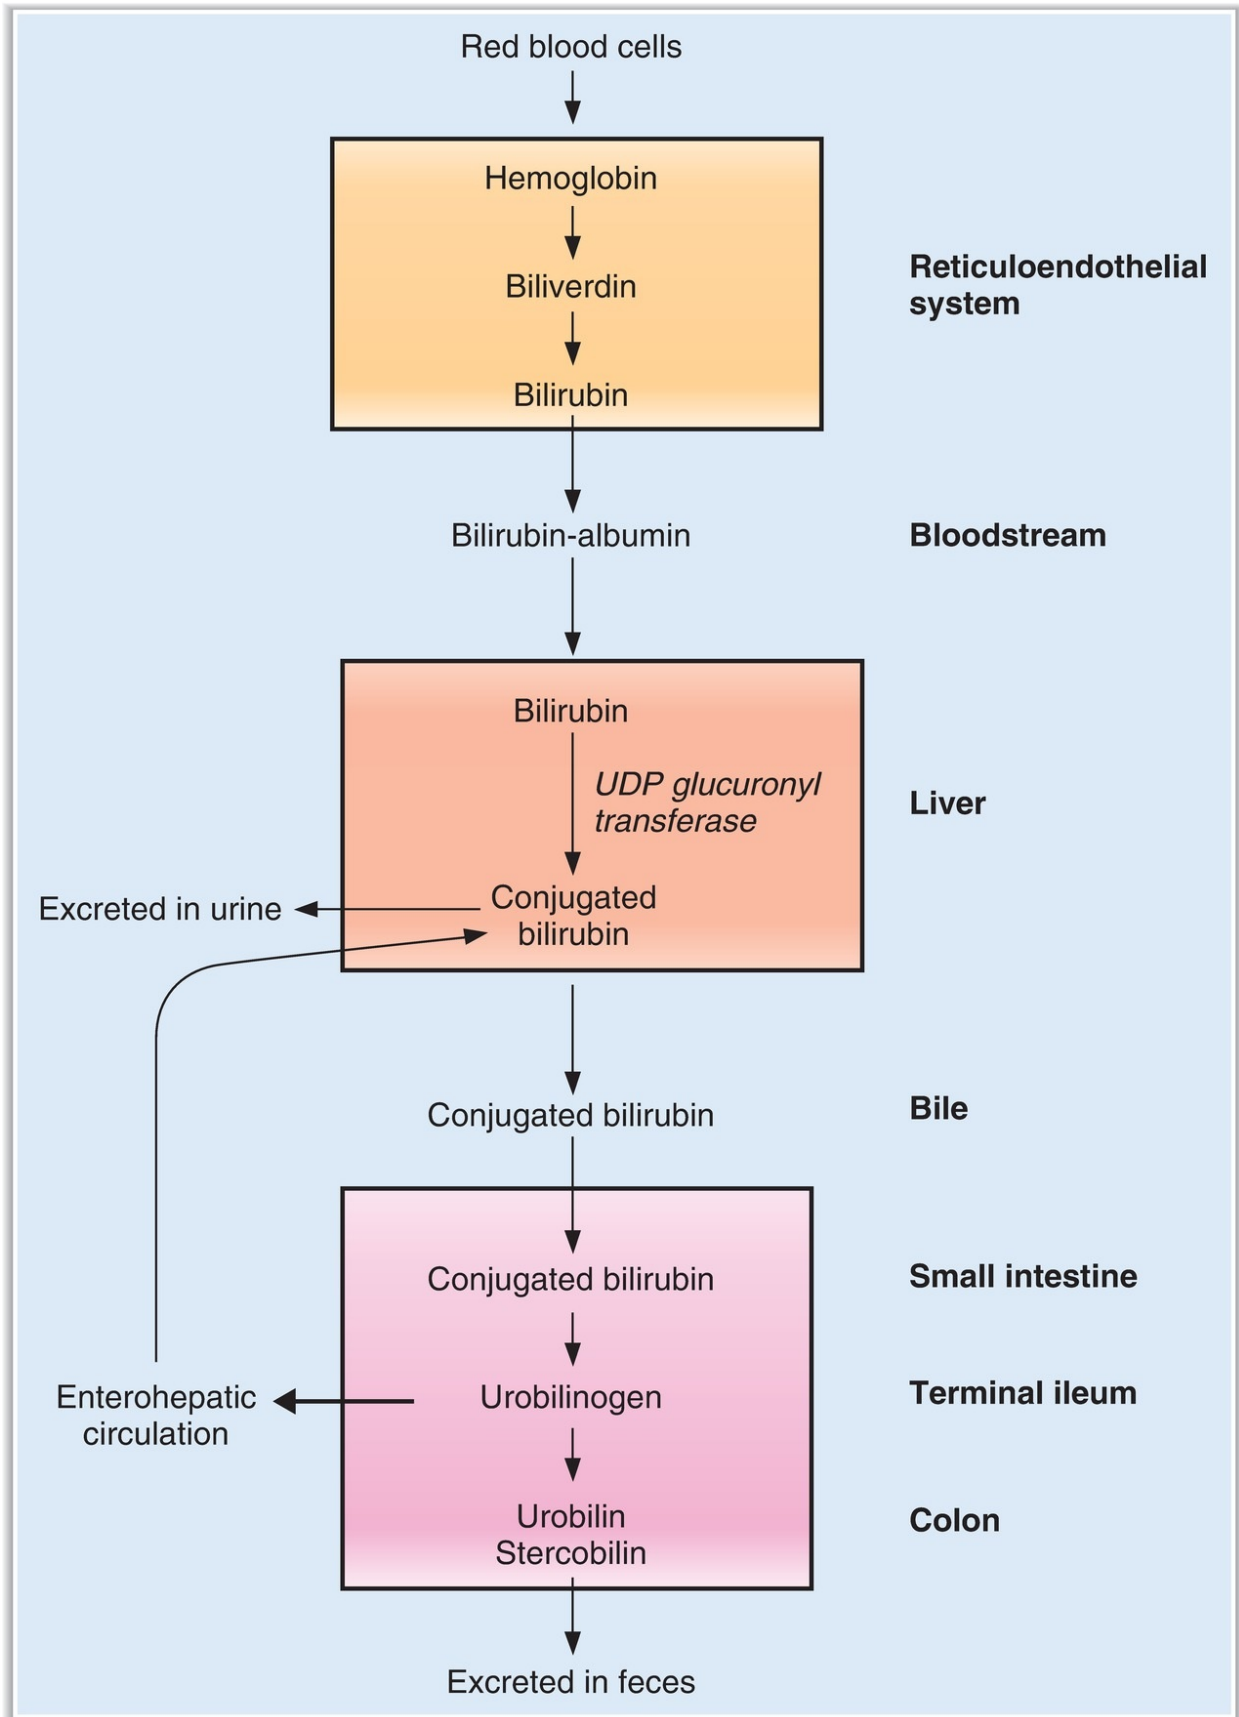 Red blood cells
Hemoglobin
Biliverdin
Bilirubin
Reticuloendothelial
system
Bilirubin-albumin
Bloodstream
Bilirubin
UDP glucuronyl
transferase
Liver
Conjugated
bilirubin
Excreted in urine
Conjugated bilirubin
Bile
Conjugated bilirubin
Small intestine
Urobilinogen
Terminal ileum
Enterohepatic
circulation
Urobilin
Stercobilin
Colon
Excreted in feces